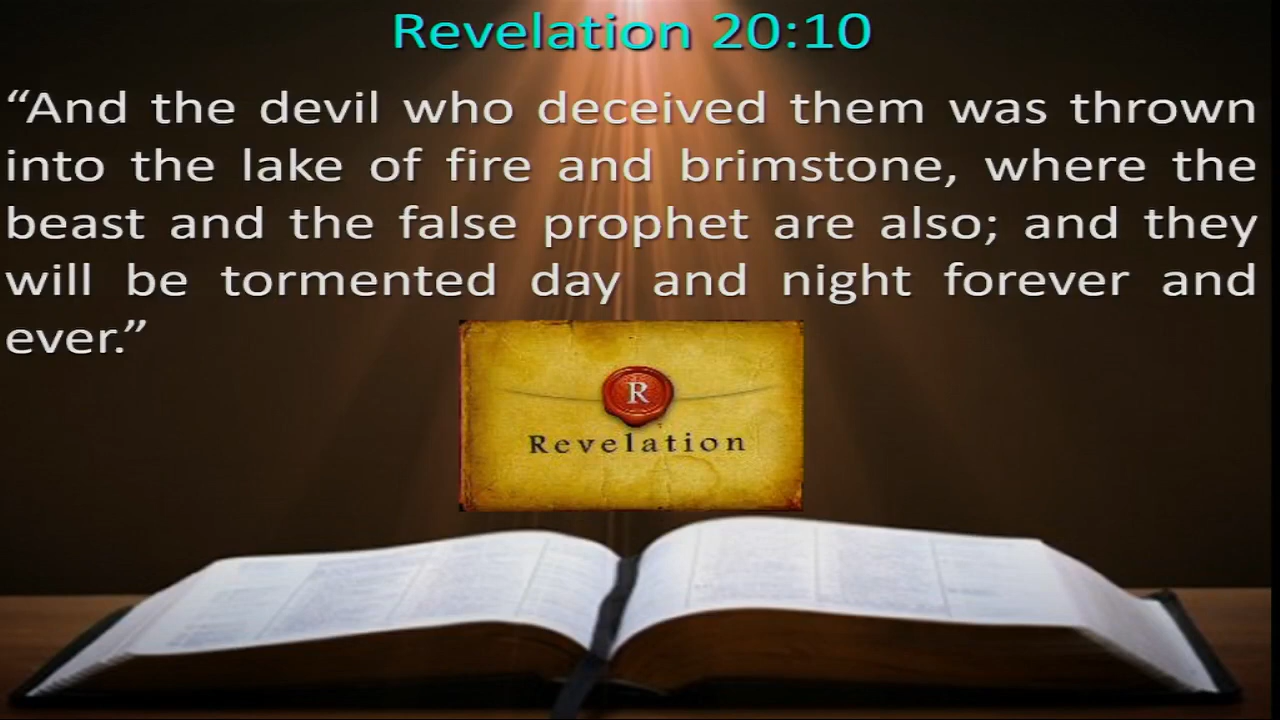 Revelation 20:10
“And the devil who deceived them was thrown
into the lake of fire and brimstone, where the
beast and the false prophet are also; and they
will be tormented day and night forever and
ever.”
R
Revelation